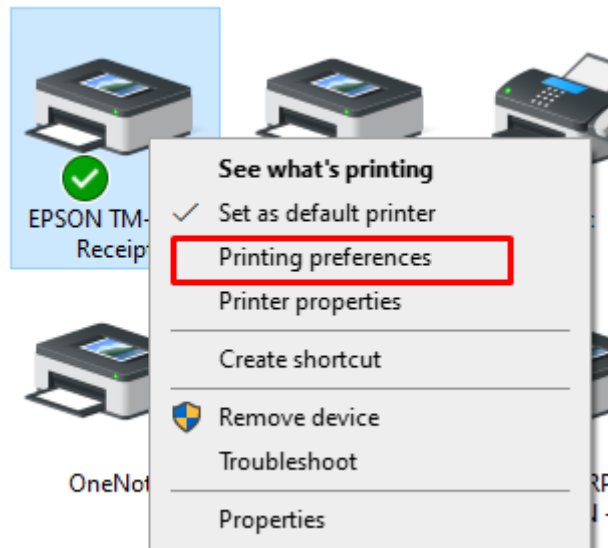 See what's printing
EPSON TM-
Set as default printer
Receip
Printing preferences
Printer properties
Create shortcut
Remove device
Troubleshoot
OneNot
Properties